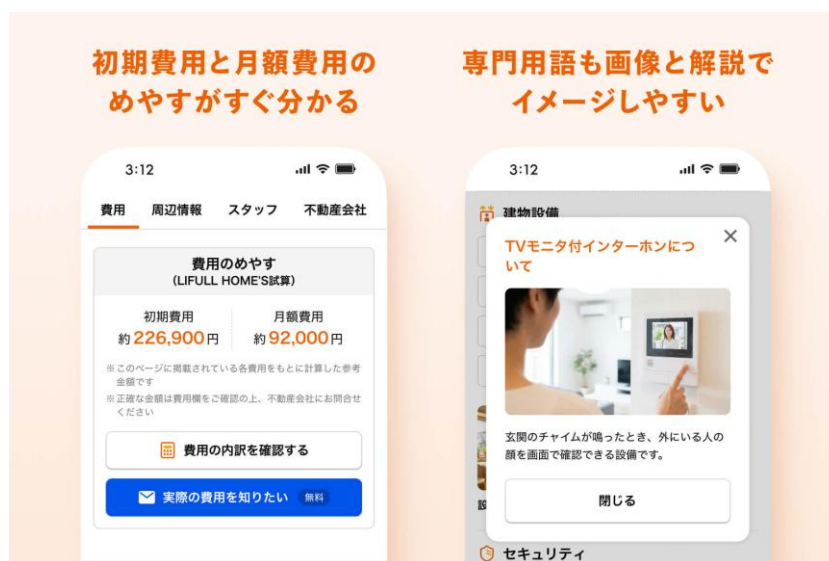 初期費用と月額費用の
めやすがすぐ分かる
3:12
費用 周辺情報 スタッフ 不動産会社
費用のめやす
(LIFULL HOME'S試算)
初期費用 月額費用
約226,900円 約92,000円
※このページに掲載されている各費用をもとに計算した参考
金額です
※正確な金額は費用欄をご確認の上、不動産会社にお問合せ
ください
費用の内訳を確認する
実際の費用を知りたい 無料
専門用語も画像と解説で
イメージしやすい
3:12
建物設備
TVモニタ付インターホンにつ
いて
玄関のチャイムが鳴ったとき、外にいる人の
顔を画面で確認できる設備です。
閉じる
設
セキュリティ